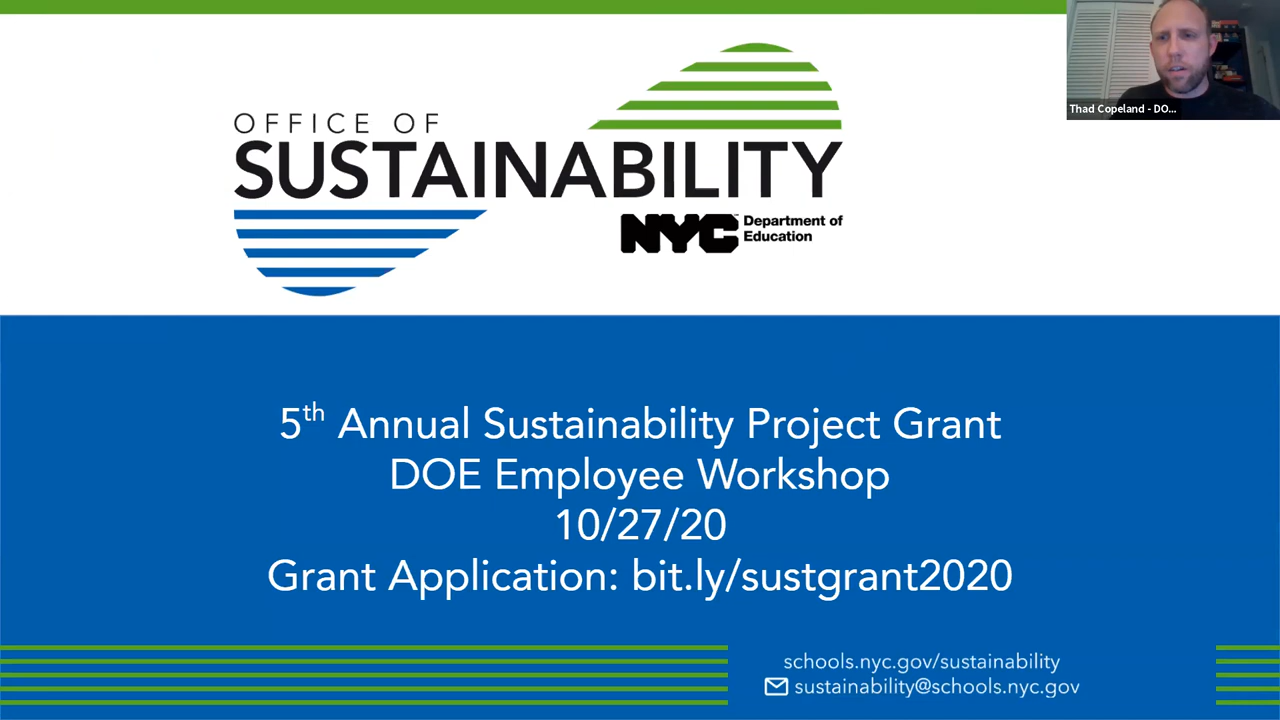 Thad Copeland - DO...
OFFICE OF
SUSTAINABILITY
NYC Department of
Education
5th Annual Sustainability Project Grant
DOE Employee Workshop
10/27/20
Grant Application: bit.ly/sustgrant2020
schools.nyc.gov/sustainability
sustainability@schools.nyc.gov